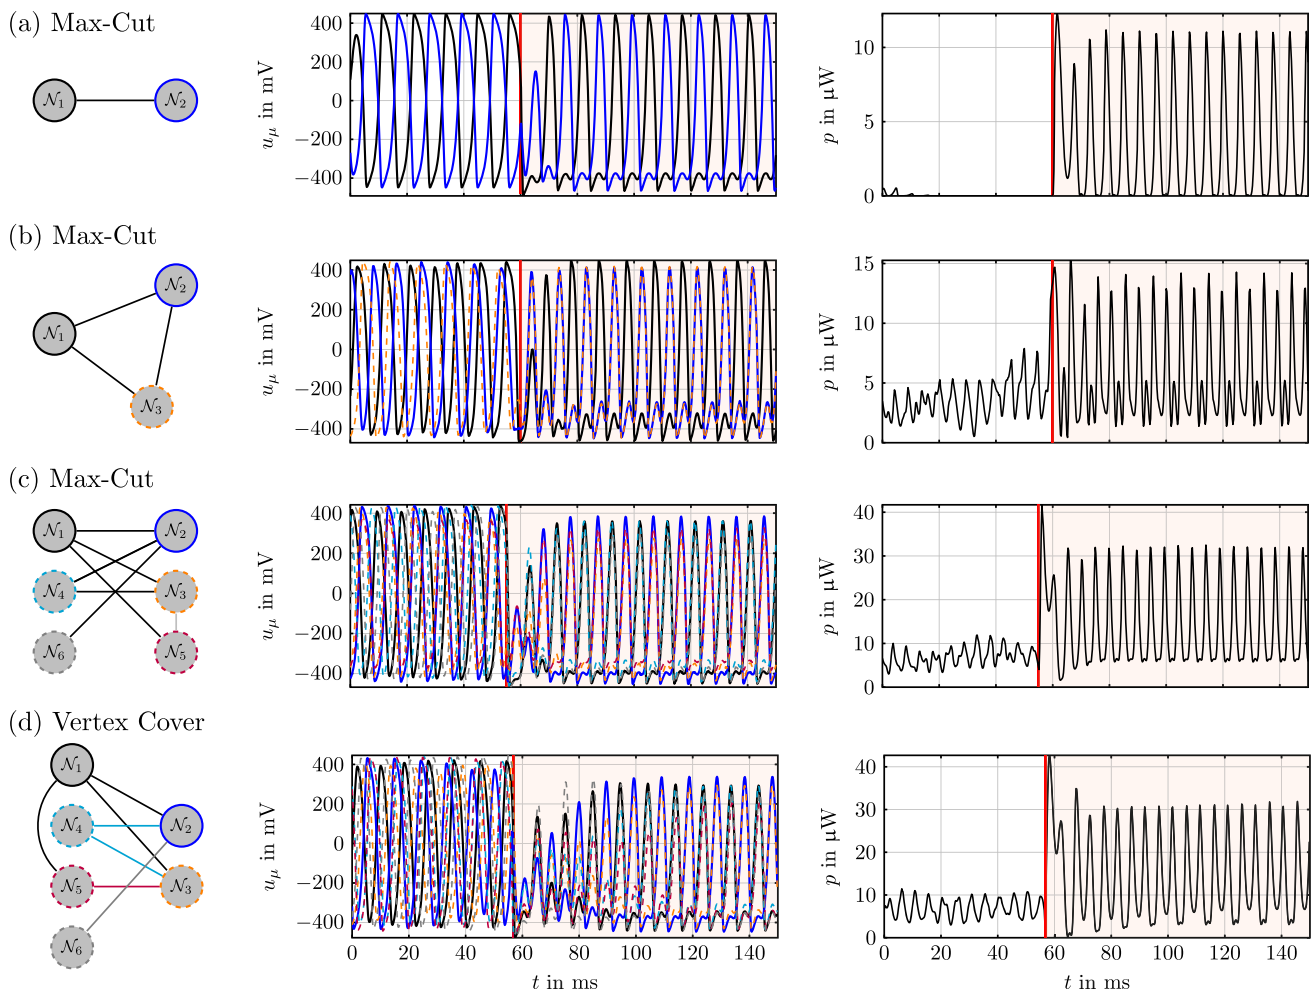 (a) Max-Cut
𝒩₁ 𝒩₂
u_μ in mV
400
200
0
−200
−400
p in μW
10
5
0
(b) Max-Cut
𝒩₁ 𝒩₂ 𝒩₃
u_μ in mV
400
200
0
−200
−400
p in μW
15
10
5
0
(c) Max-Cut
𝒩₁ 𝒩₂
𝒩₄ 𝒩₃
𝒩₆ 𝒩₅
u_μ in mV
400
200
0
−200
−400
p in μW
40
30
20
10
0
(d) Vertex Cover
𝒩₁
𝒩₄ 𝒩₂
𝒩₅ 𝒩₃
𝒩₆
u_μ in mV
400
200
0
−200
−400
0 20 40 60 80 100 120 140
t in ms
p in μW
40
30
20
10
0
0 20 40 60 80 100 120 140
t in ms